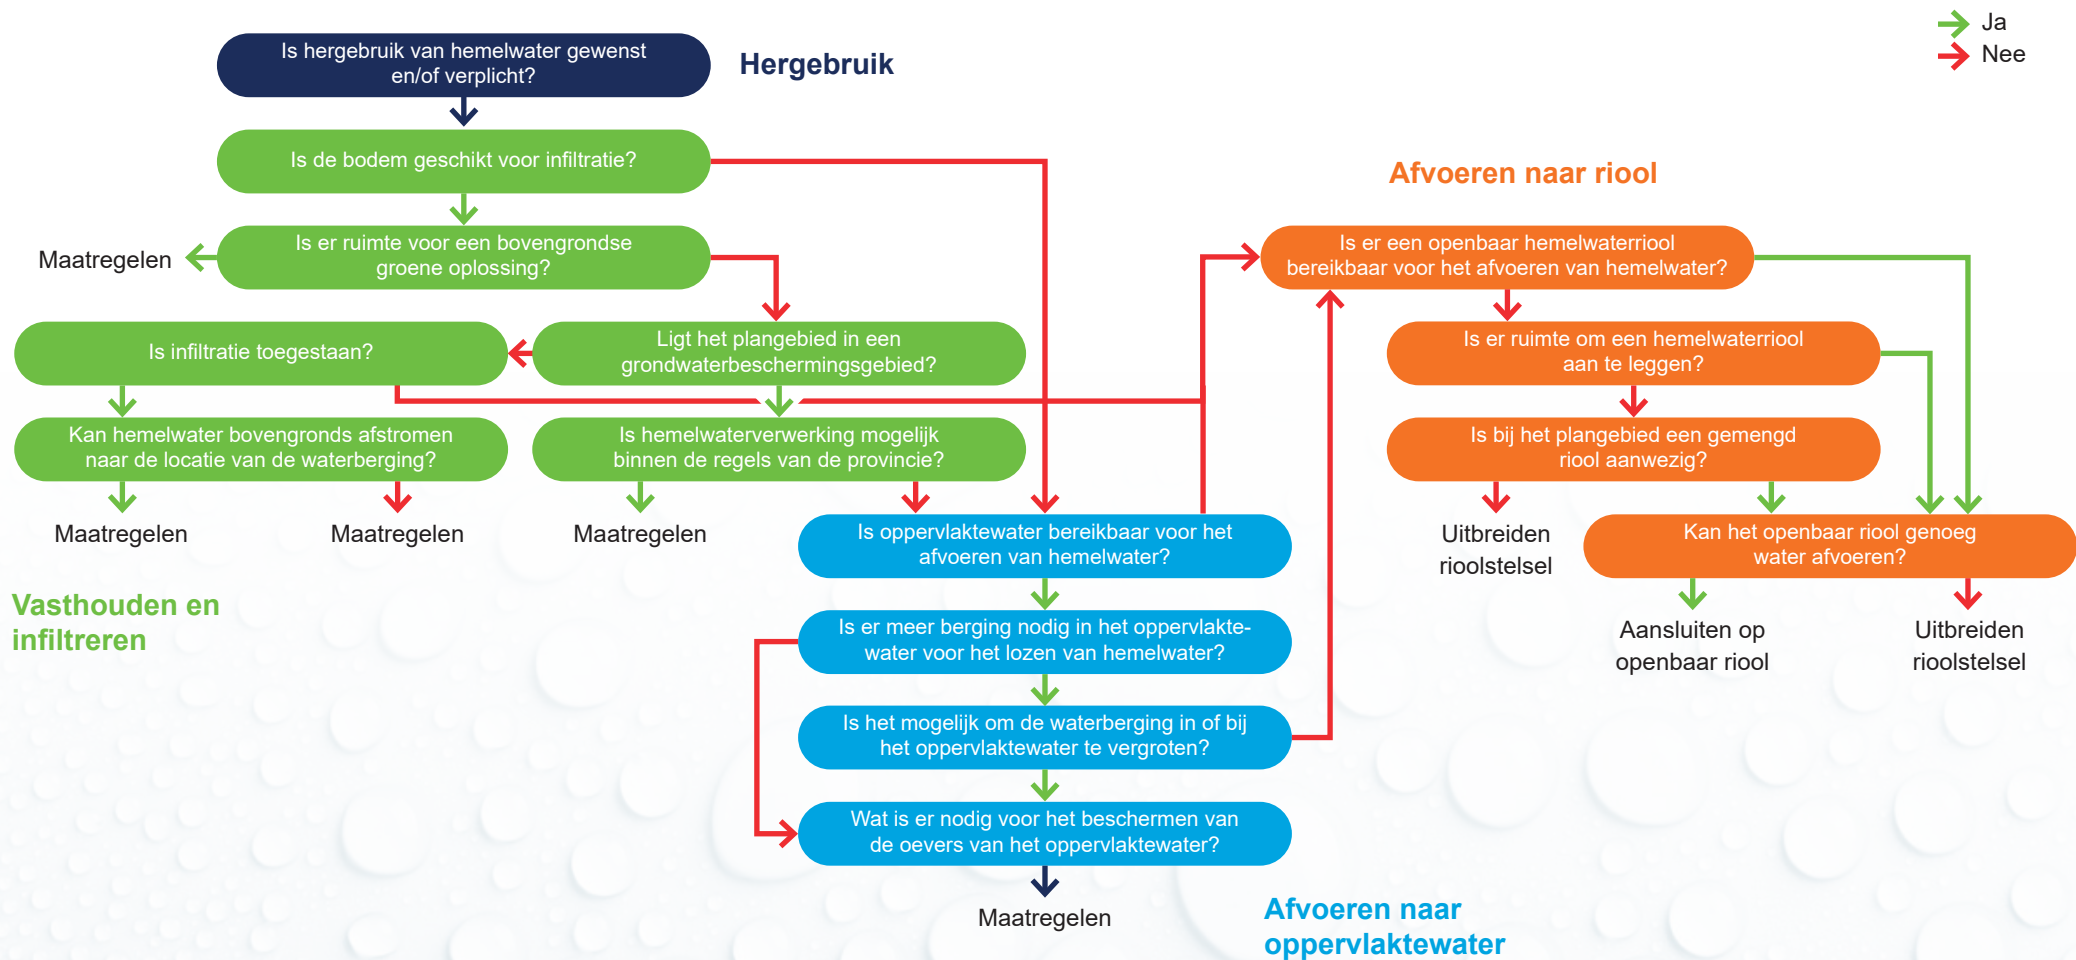 Ja
Nee
Is hergebruik van hemelwater gewenst
en/of verplicht?
Hergebruik
Is de bodem geschikt voor infiltratie?
Is er ruimte voor een bovengrondse
groene oplossing?
Maatregelen
Ligt het plangebied in een
grondwaterbeschermingsgebied?
Is infiltratie toegestaan?
Kan hemelwater bovengronds afstromen
naar de locatie van de waterberging?
Is hemelwaterverwerking mogelijk
binnen de regels van de provincie?
Maatregelen
Maatregelen
Maatregelen
Vasthouden en
infiltreren
Is oppervlaktewater bereikbaar voor het
afvoeren van hemelwater?
Is er meer berging nodig in het oppervlakte-
water voor het lozen van hemelwater?
Is het mogelijk om de waterberging in of bij
het oppervlaktewater te vergroten?
Wat is er nodig voor het beschermen van
de oevers van het oppervlaktewater?
Maatregelen
Afvoeren naar
oppervlaktewater
Afvoeren naar riool
Is er een openbaar hemelwaterriool
bereikbaar voor het afvoeren van hemelwater?
Is er ruimte om een hemelwaterriool
aan te leggen?
Is bij het plangebied een gemengd
riool aanwezig?
Uitbreiden
rioolstelsel
Kan het openbaar riool genoeg
water afvoeren?
Aansluiten op
openbaar riool
Uitbreiden
rioolstelsel